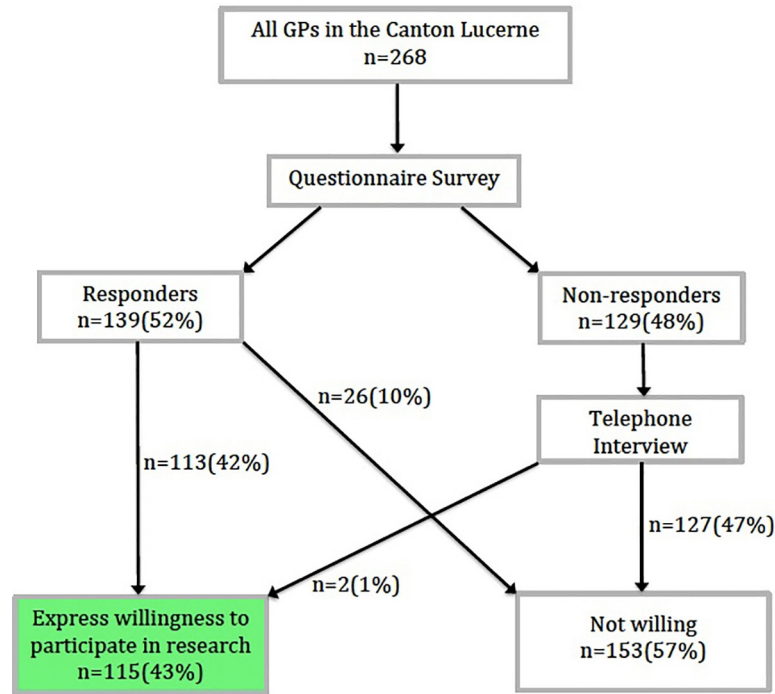 All GPs in the Canton Lucerne
n=268
Questionnaire Survey
Responders
n=139(52%)
Non-responders
n=129(48%)
n=26(10%)
Telephone
Interview
n=113(42%)
n=127(47%)
n=2(1%)
Express willingness to
participate in research
n=115(43%)
Not willing
n=153(57%)